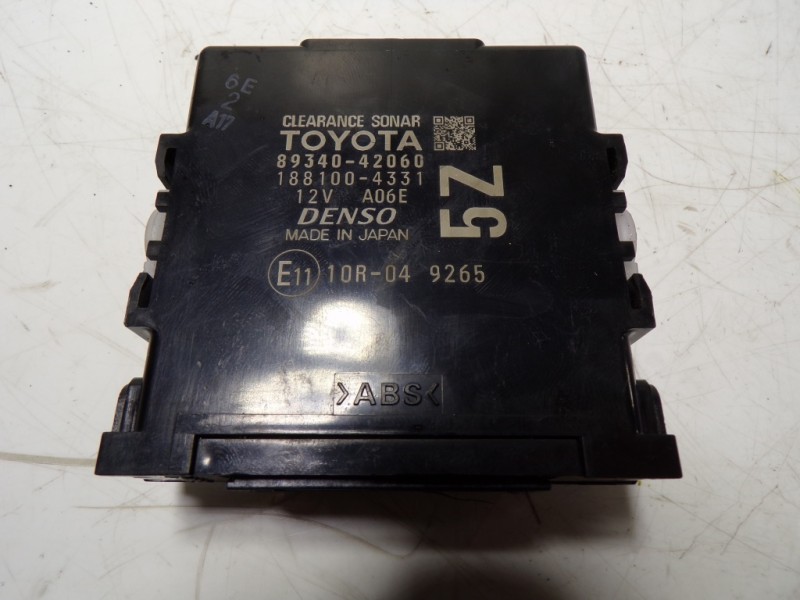 6E
2
A17
CLEARANCE SONAR
TOYOTA
89340-42060
188100-4331
12V A06E
DENSO
MADE IN JAPAN
5Z
E11 10R-04 9265
>ABS<